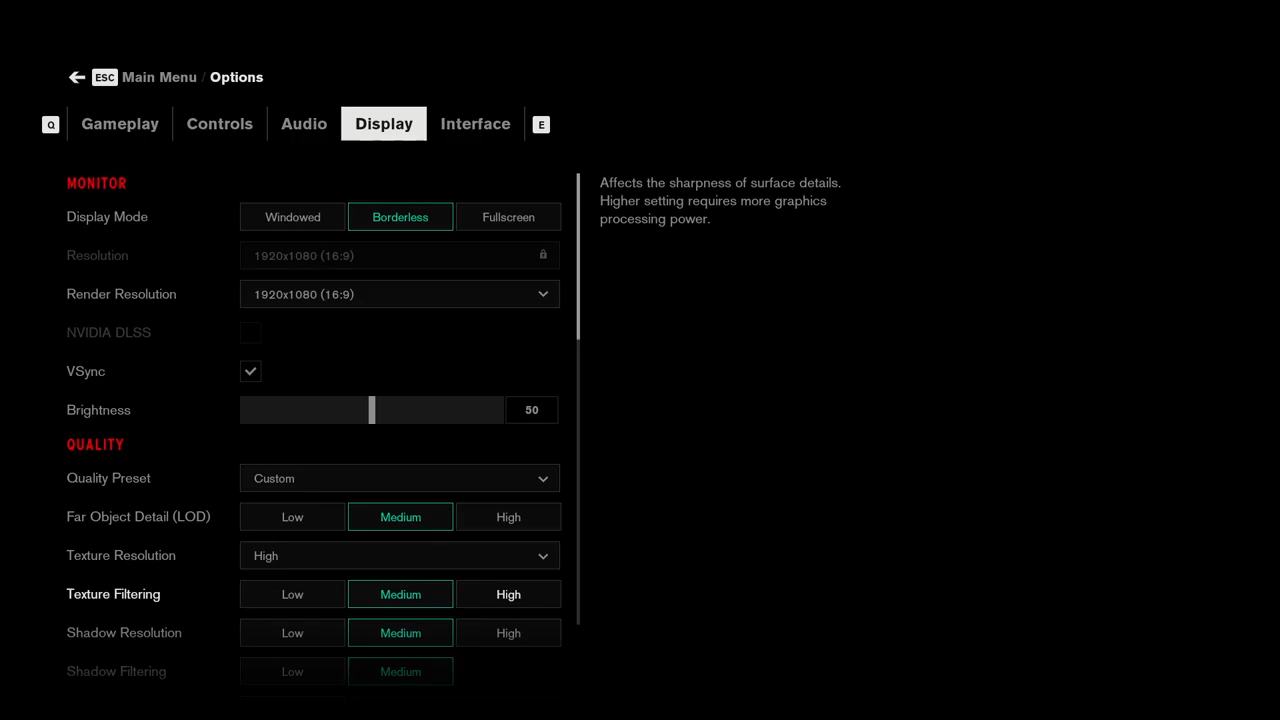 ESC Main Menu / Options
Q Gameplay Controls Audio Display Interface E
MONITOR
Display Mode Windowed Borderless Fullscreen
Resolution 1920x1080 (16:9)
Render Resolution 1920x1080 (16:9)
NVIDIA DLSS
VSync
Brightness 50
QUALITY
Quality Preset Custom
Far Object Detail (LOD) Low Medium High
Texture Resolution High
Texture Filtering Low Medium High
Shadow Resolution Low Medium High
Shadow Filtering Low Medium
Affects the sharpness of surface details.
Higher setting requires more graphics
processing power.